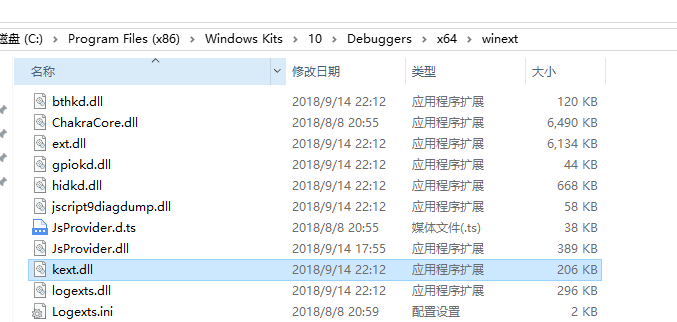 磁盘 (C:) > Program Files (x86) > Windows Kits > 10 > Debuggers > x64 > winext
名称 修改日期 类型 大小
bthkd.dll 2018/9/14 22:12 应用程序扩展 120 KB
ChakraCore.dll 2018/8/8 20:55 应用程序扩展 6,490 KB
ext.dll 2018/9/14 22:12 应用程序扩展 6,134 KB
gpiokd.dll 2018/9/14 22:12 应用程序扩展 44 KB
hidkd.dll 2018/9/14 22:12 应用程序扩展 668 KB
jscript9diagdump.dll 2018/9/14 22:12 应用程序扩展 58 KB
JsProvider.d.ts 2018/8/8 20:55 媒体文件(.ts) 38 KB
JsProvider.dll 2018/9/14 17:55 应用程序扩展 389 KB
kext.dll 2018/9/14 22:12 应用程序扩展 206 KB
logexts.dll 2018/9/14 22:12 应用程序扩展 296 KB
Logexts.ini 2018/8/8 20:59 配置设置 2 KB